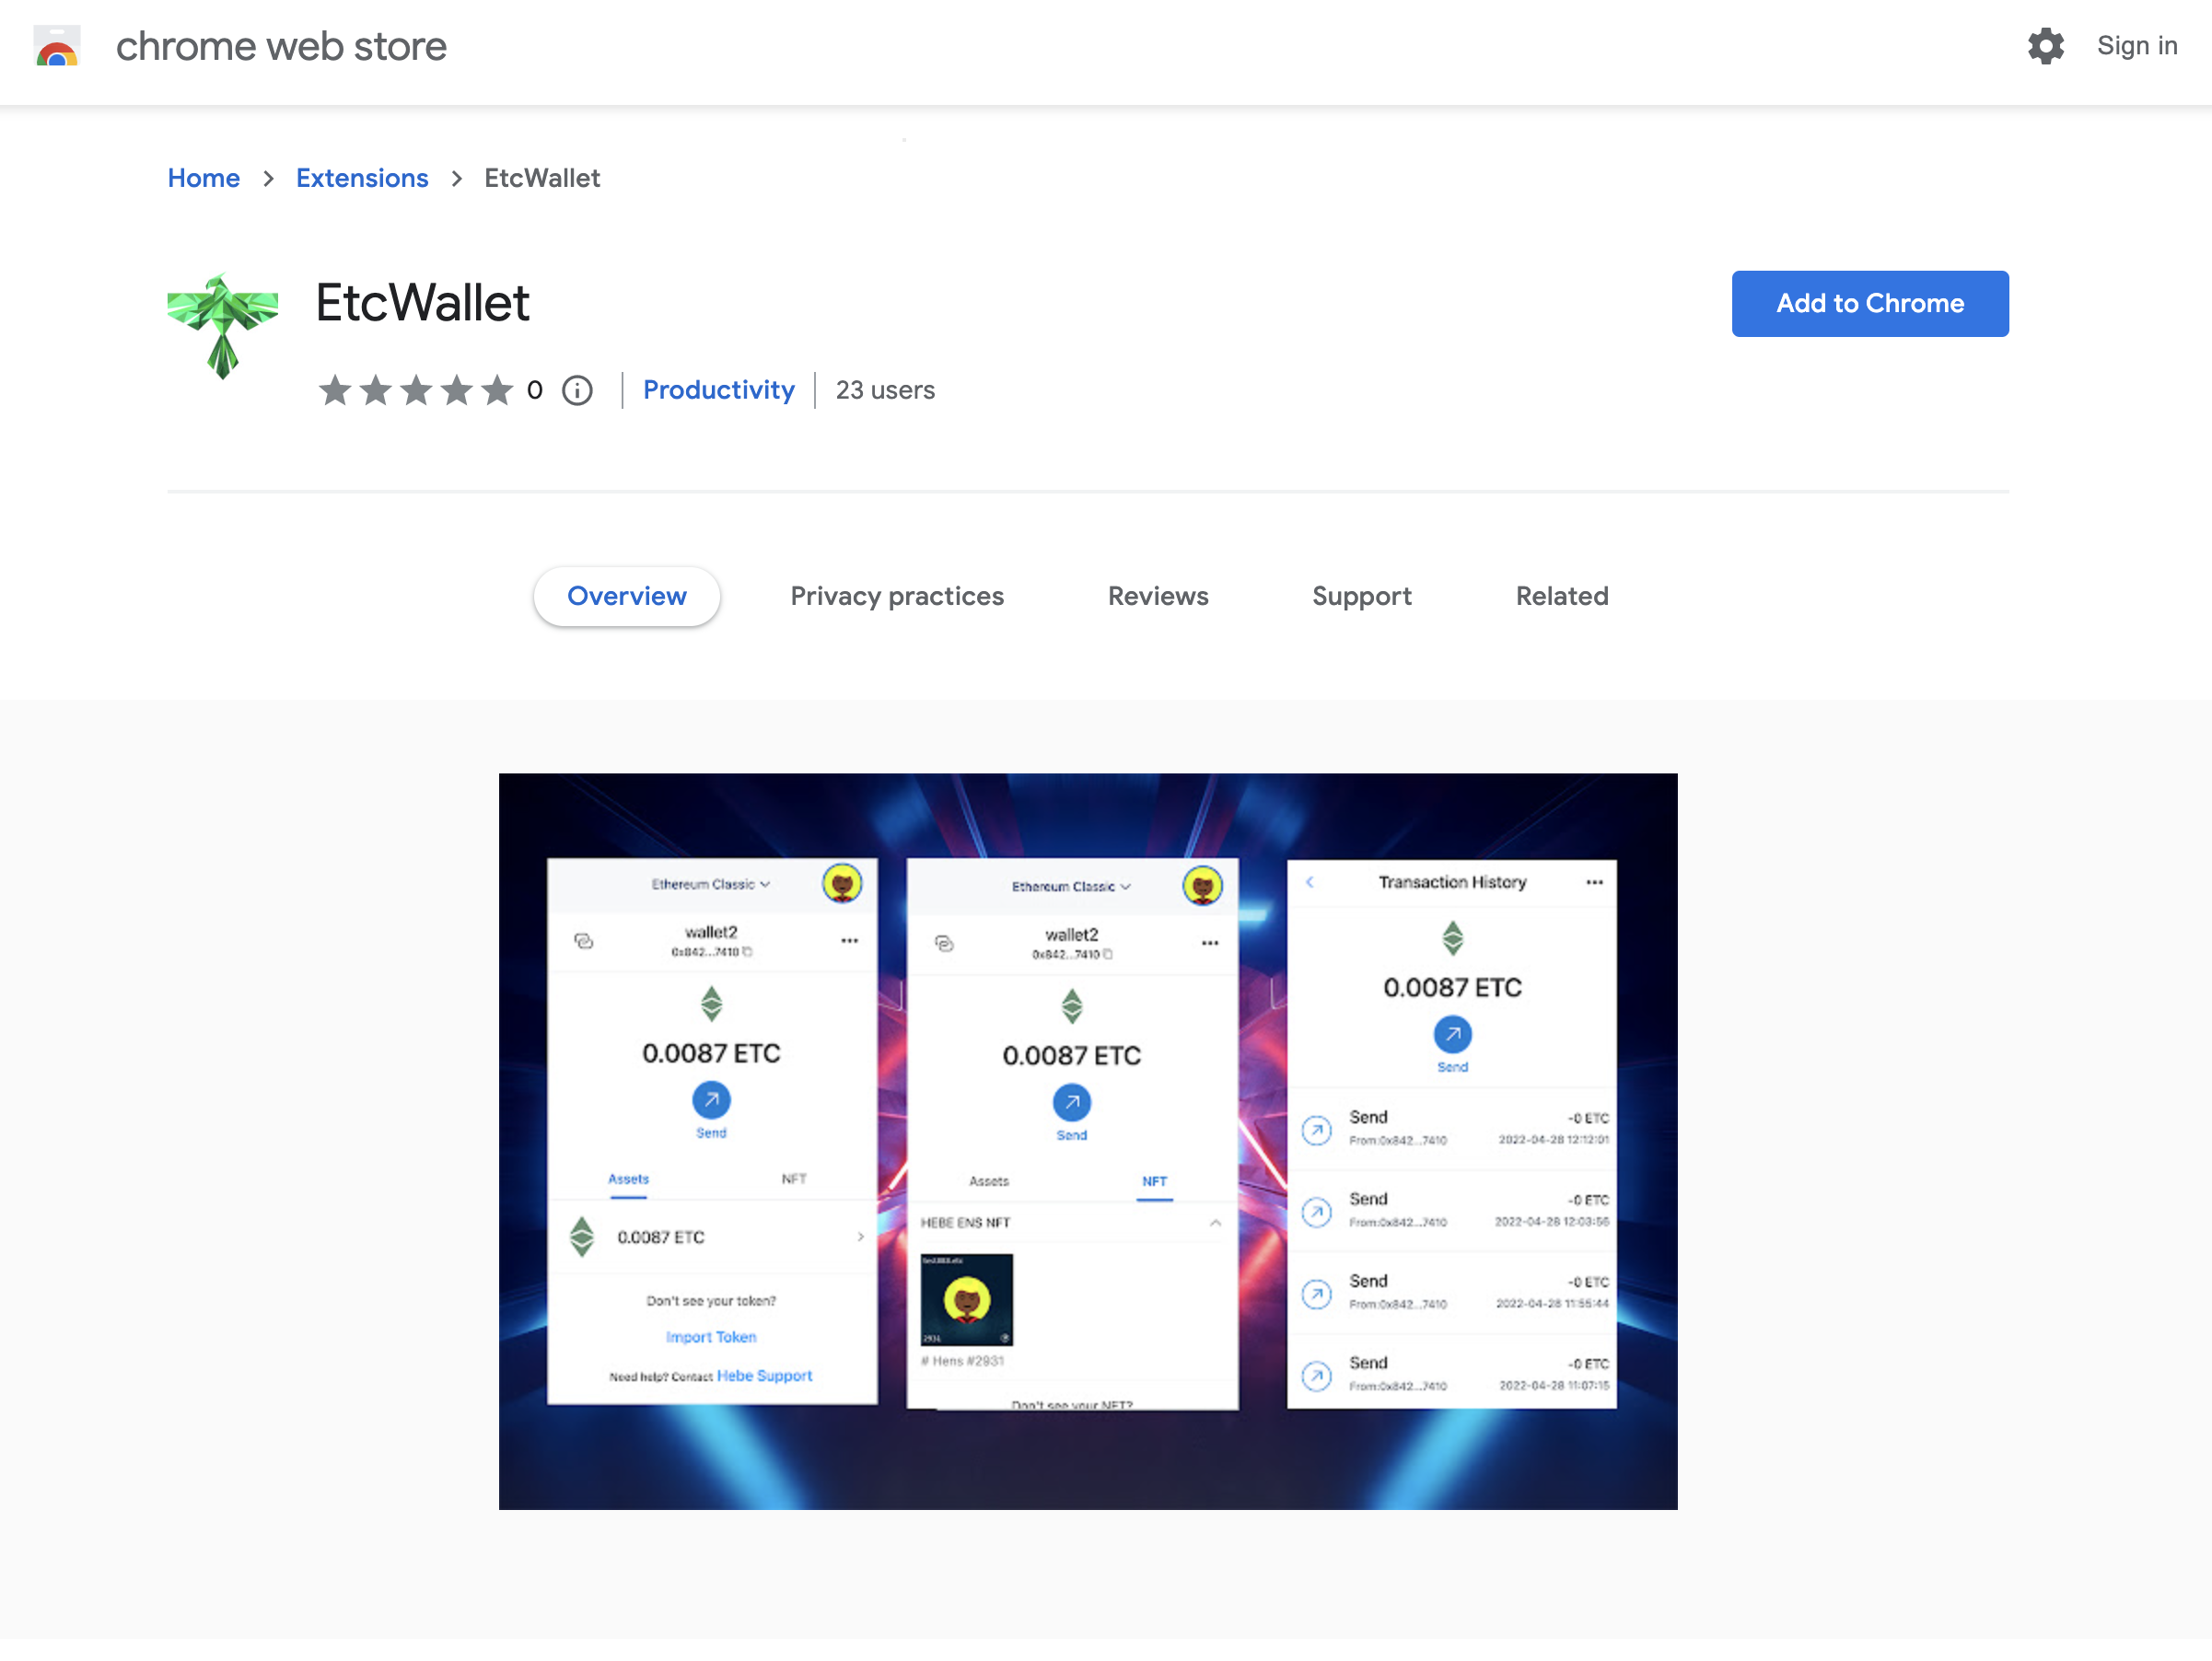 chrome web store
Sign in
Home > Extensions > EtcWallet
EtcWallet
Add to Chrome
0 | Productivity | 23 users
Overview
Privacy practices
Reviews
Support
Related
Ethereum Classic
wallet2
0x842...7410
0.0087 ETC
Send
Assets
NFT
0.0087 ETC
Don't see your token?
Import Token
Need help? Contact Hebe Support
Ethereum Classic
wallet2
0x842...7410
0.0087 ETC
Send
Assets
NFT
HEBE ENS NFT
2931
# Hens #2931
Don't see your NFT?
Transaction History
0.0087 ETC
Send
Send -0 ETC
From:0x842...7410 2022-04-28 12:12:01
Send -0 ETC
From:0x842...7410 2022-04-28 12:03:56
Send -0 ETC
From:0x842...7410 2022-04-28 11:55:44
Send -0 ETC
From:0x842...7410 2022-04-28 11:07:15